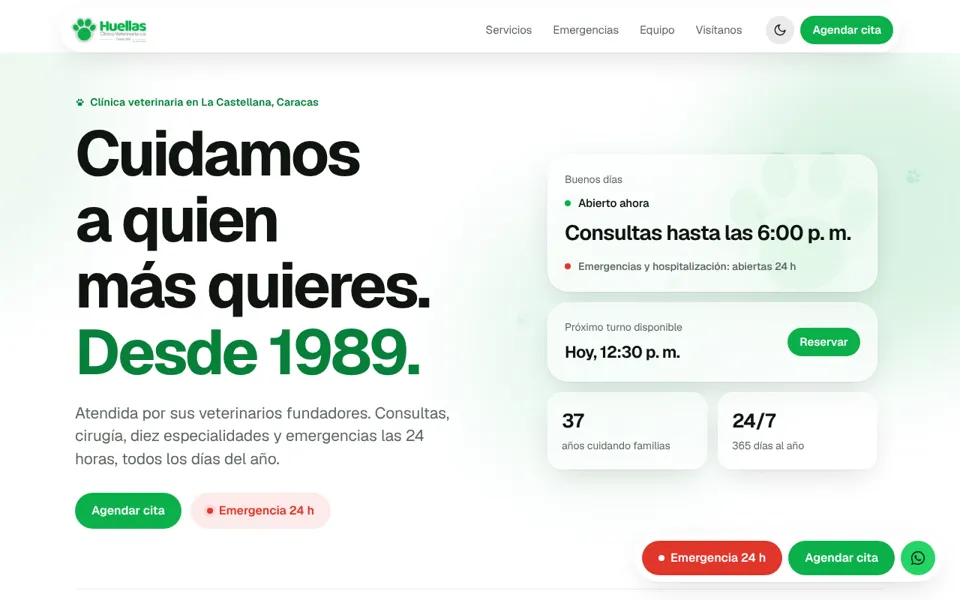 Huellas
Servicios
Emergencias
Equipo
Visítanos
Agendar cita
Clínica veterinaria en La Castellana, Caracas
Cuidamos
a quien
más quieres.
Desde 1989.
Atendida por sus veterinarios fundadores. Consultas,
cirugía, diez especialidades y emergencias las 24
horas, todos los días del año.
Agendar cita
Emergencia 24 h
Buenos días
Abierto ahora
Consultas hasta las 6:00 p. m.
Emergencias y hospitalización: abiertas 24 h
Próximo turno disponible
Hoy, 12:30 p. m.
Reservar
37
años cuidando familias
24/7
365 días al año
Emergencia 24 h
Agendar cita